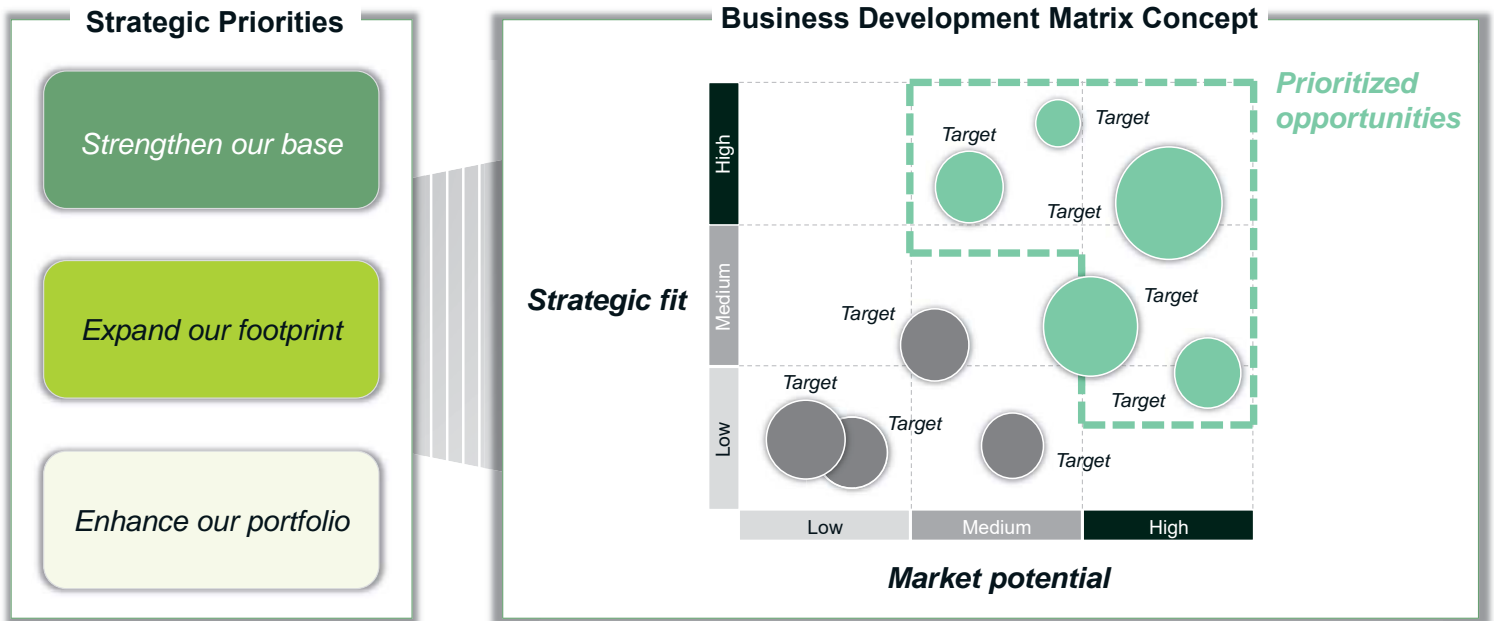 Strategic Priorities
Strengthen our base
Expand our footprint
Enhance our portfolio
Business Development Matrix Concept
Prioritized
opportunities
Strategic fit
High
Medium
Low
Target
Target
Target
Target
Target
Target
Target
Target
Target
Low
Medium
High
Market potential